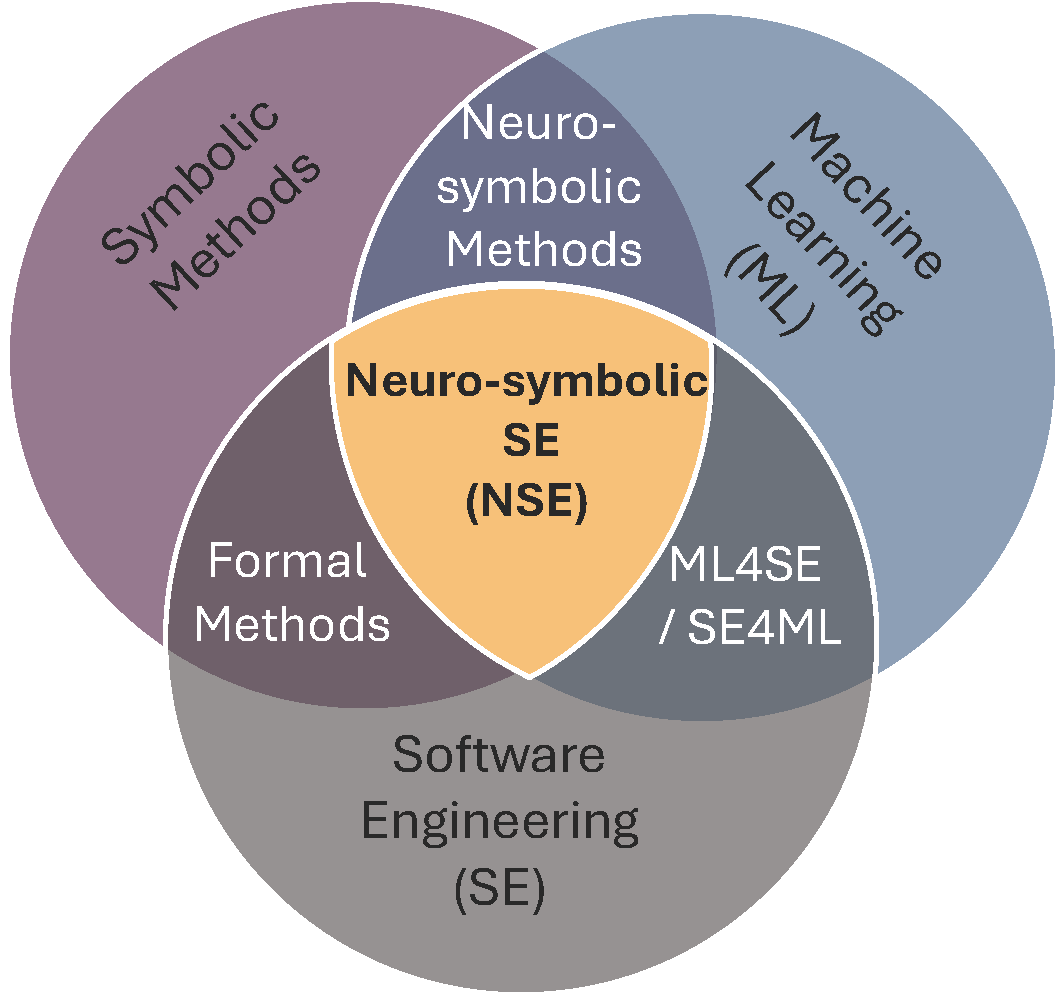 Symbolic
Methods
Neuro-
symbolic
Methods
Machine
Learning
(ML)
Neuro-symbolic
SE
(NSE)
Formal
Methods
ML4SE
/ SE4ML
Software
Engineering
(SE)